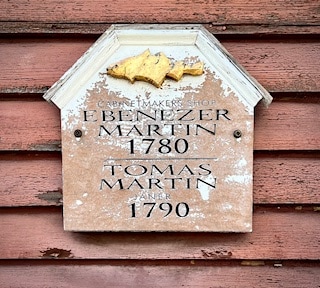 CABINETMAKERS SHOP
EBENEZER
MARTIN
1780
TOMAS
MARTIN
1790